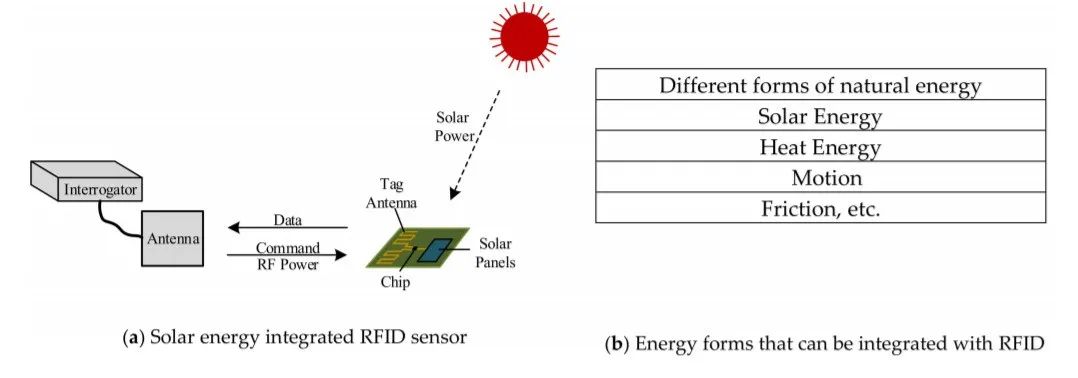 Solar
Power
Interrogator
Antenna
Data
Command
RF Power
Tag
Antenna
Solar
Panels
Chip
(a) Solar energy integrated RFID sensor
Different forms of natural energy
Solar Energy
Heat Energy
Motion
Friction, etc.
(b) Energy forms that can be integrated with RFID